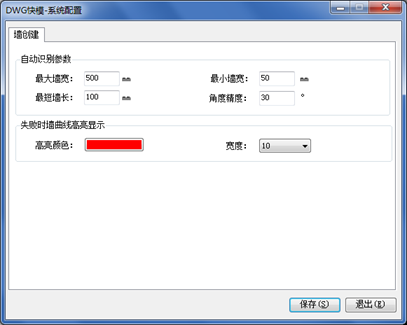 DWG快模-系统配置
墙创建
自动识别参数
最大墙宽: 500 mm 最小墙宽: 50 mm
最短墙长: 100 mm 角度精度: 30 °
失败时墙曲线高亮显示
高亮颜色: 宽度: 10
保存(S) 退出(E)